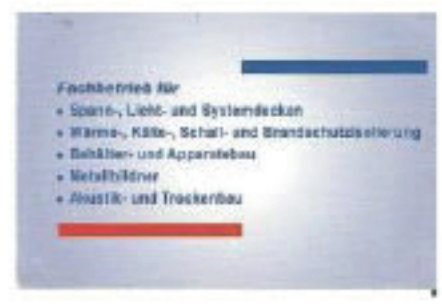 Fachbetrieb für
• Spann-, Licht- und Systemdecken
• Wärme-, Kälte-, Schall- und Brandschutzisolierung
• Behälter- und Apparatebau
• Metallbildner
• Akustik- und Trockenbau